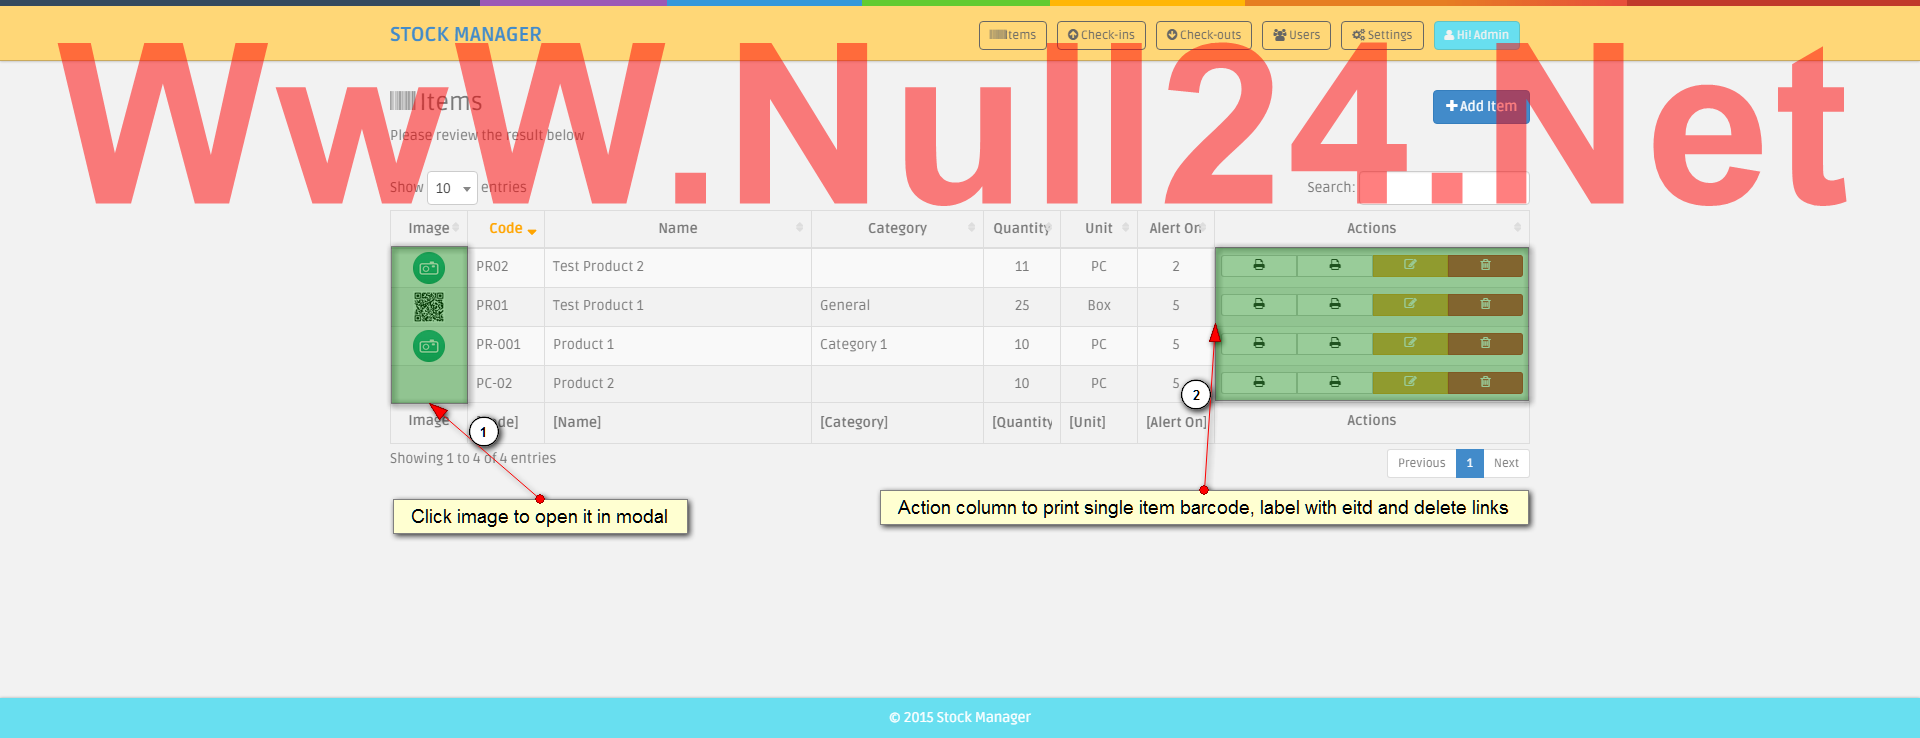 STOCK MANAGER
Items
Check-ins
Check-outs
Users
Settings
Hi! Admin
WwW.Null24.Net
Items
Add Item
Please review the result below
Show 10 entries
Search:
Image Code Name Category Quantity Unit Alert On Actions
PR02 Test Product 2 11 PC 2
PR01 Test Product 1 General 25 Box 5
PR-001 Product 1 Category 1 10 PC 5
PC-02 Product 2 10 PC 5
2
Image de] [Name] [Category] [Quantity [Unit] [Alert On] Actions
1
Showing 1 to 4 of 4 entries
Previous 1 Next
Click image to open it in modal
Action column to print single item barcode, label with eitd and delete links
© 2015 Stock Manager